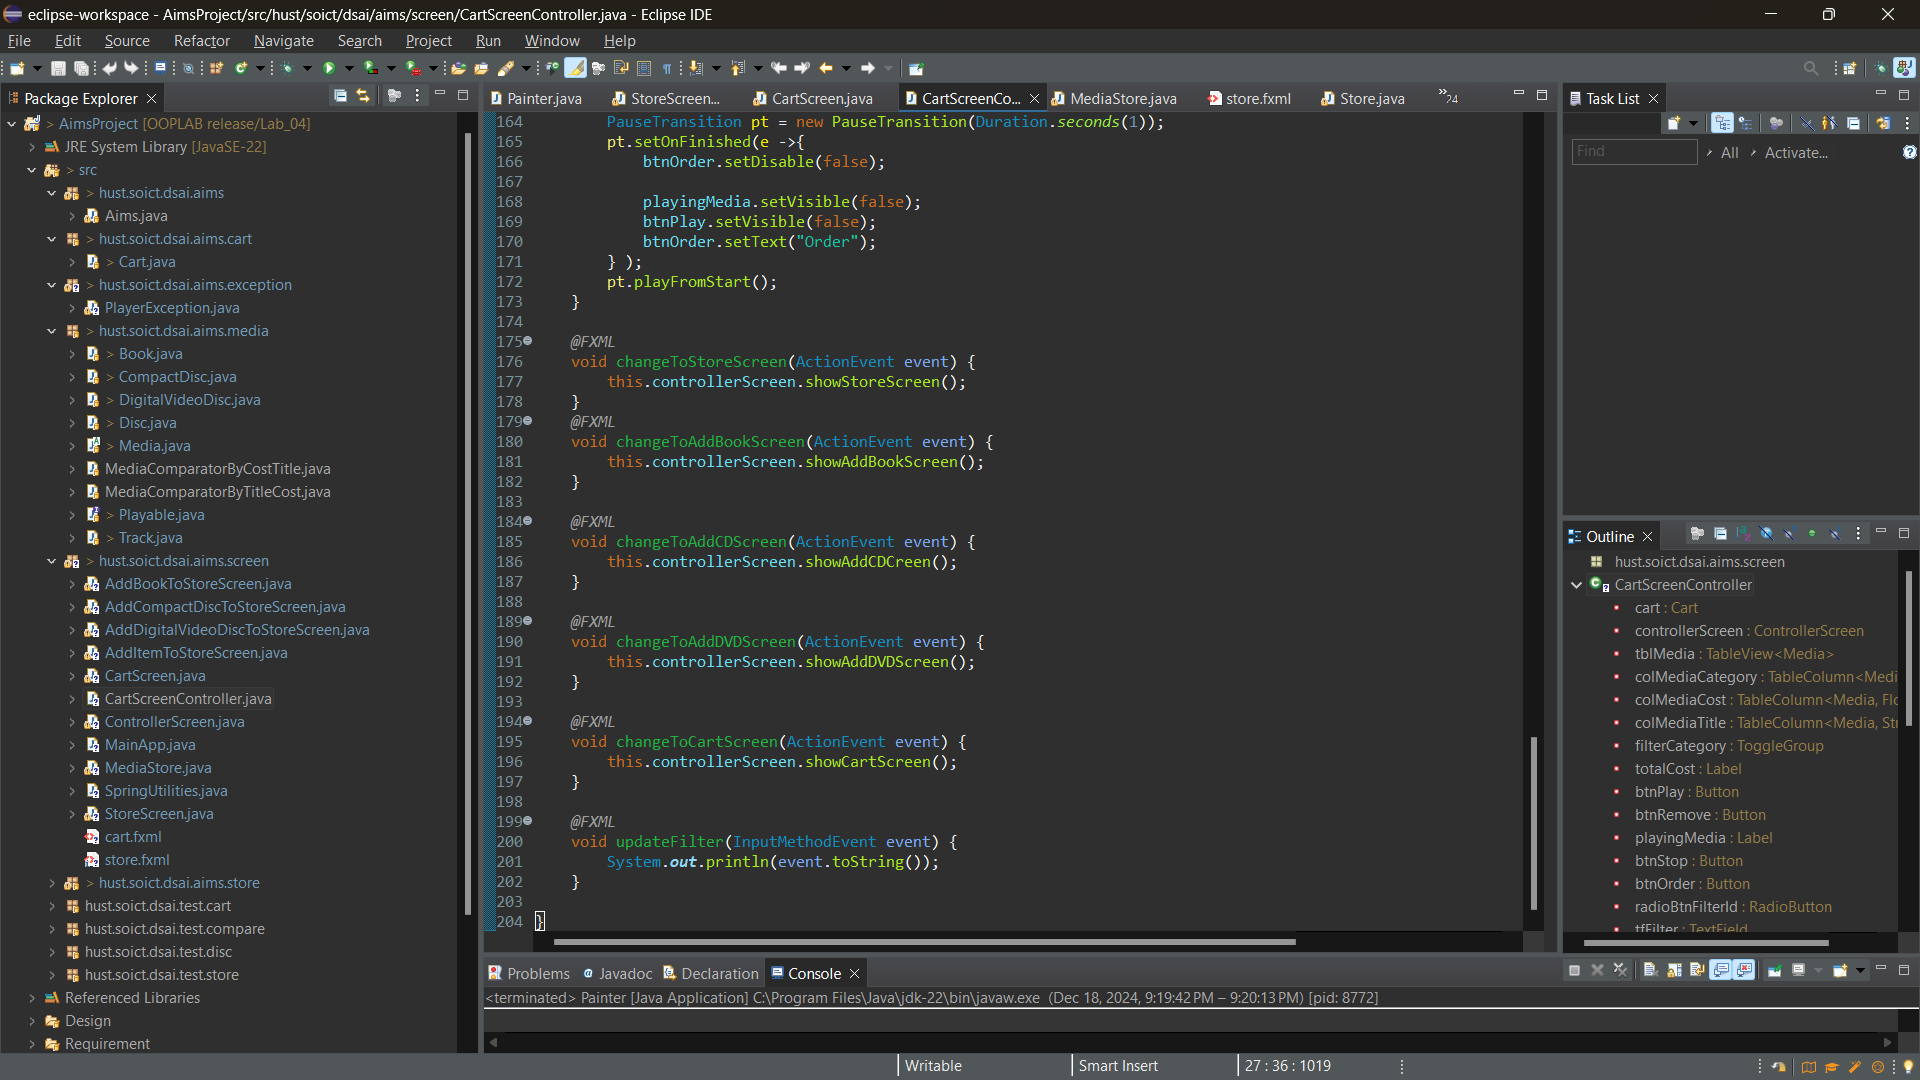 eclipse-workspace - AimsProject/src/hust/soict/dsai/aims/screen/CartScreenController.java - Eclipse IDE
File Edit Source Refactor Navigate Search Project Run Window Help
Package Explorer
> AimsProject [OOPLAB release/Lab_04]
JRE System Library [JavaSE-22]
> src
> hust.soict.dsai.aims
Aims.java
> hust.soict.dsai.aims.cart
> Cart.java
> hust.soict.dsai.aims.exception
PlayerException.java
> hust.soict.dsai.aims.media
> Book.java
> CompactDisc.java
> DigitalVideoDisc.java
> Disc.java
> Media.java
MediaComparatorByCostTitle.java
MediaComparatorByTitleCost.java
> Playable.java
> Track.java
> hust.soict.dsai.aims.screen
AddBookToStoreScreen.java
AddCompactDiscToStoreScreen.java
AddDigitalVideoDiscToStoreScreen.java
AddItemToStoreScreen.java
CartScreen.java
CartScreenController.java
ControllerScreen.java
MainApp.java
MediaStore.java
SpringUtilities.java
StoreScreen.java
cart.fxml
store.fxml
> hust.soict.dsai.aims.store
hust.soict.dsai.test.cart
hust.soict.dsai.test.compare
hust.soict.dsai.test.disc
hust.soict.dsai.test.store
Referenced Libraries
Design
Requirement
Painter.java StoreScreen... CartScreen.java CartScreenCo... MediaStore.java store.fxml Store.java »24
164 PauseTransition pt = new PauseTransition(Duration.seconds(1));
165 pt.setOnFinished(e ->{
166 btnOrder.setDisable(false);
167
168 playingMedia.setVisible(false);
169 btnPlay.setVisible(false);
170 btnOrder.setText("Order");
171 } );
172 pt.playFromStart();
173 }
174
175 @FXML
176 void changeToStoreScreen(ActionEvent event) {
177 this.controllerScreen.showStoreScreen();
178 }
179 @FXML
180 void changeToAddBookScreen(ActionEvent event) {
181 this.controllerScreen.showAddBookScreen();
182 }
183
184 @FXML
185 void changeToAddCDScreen(ActionEvent event) {
186 this.controllerScreen.showAddCDCreen();
187 }
188
189 @FXML
190 void changeToAddDVDScreen(ActionEvent event) {
191 this.controllerScreen.showAddDVDScreen();
192 }
193
194 @FXML
195 void changeToCartScreen(ActionEvent event) {
196 this.controllerScreen.showCartScreen();
197 }
198
199 @FXML
200 void updateFilter(InputMethodEvent event) {
201 System.out.println(event.toString());
202 }
203
204 }
Task List
Find All Activate...
Outline
hust.soict.dsai.aims.screen
CartScreenController
cart : Cart
controllerScreen : ControllerScreen
tblMedia : TableView<Media>
colMediaCategory : TableColumn<Medi
colMediaCost : TableColumn<Media, Flo
colMediaTitle : TableColumn<Media, Str
filterCategory : ToggleGroup
totalCost : Label
btnPlay : Button
btnRemove : Button
playingMedia : Label
btnStop : Button
btnOrder : Button
radioBtnFilterId : RadioButton
tfFilter : TextField
Problems Javadoc Declaration Console
<terminated> Painter [Java Application] C:\Program Files\Java\jdk-22\bin\javaw.exe (Dec 18, 2024, 9:19:42 PM – 9:20:13 PM) [pid: 8772]
Writable Smart Insert 27 : 36 : 1019